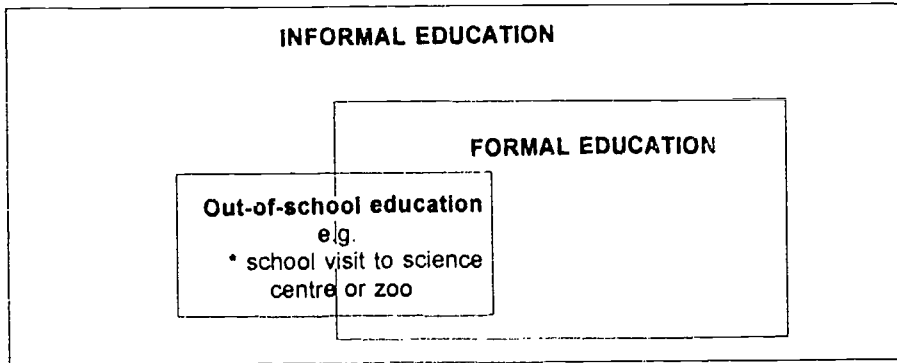 INFORMAL EDUCATION
FORMAL EDUCATION
Out-of-school education
e.g.
* school visit to science
centre or zoo